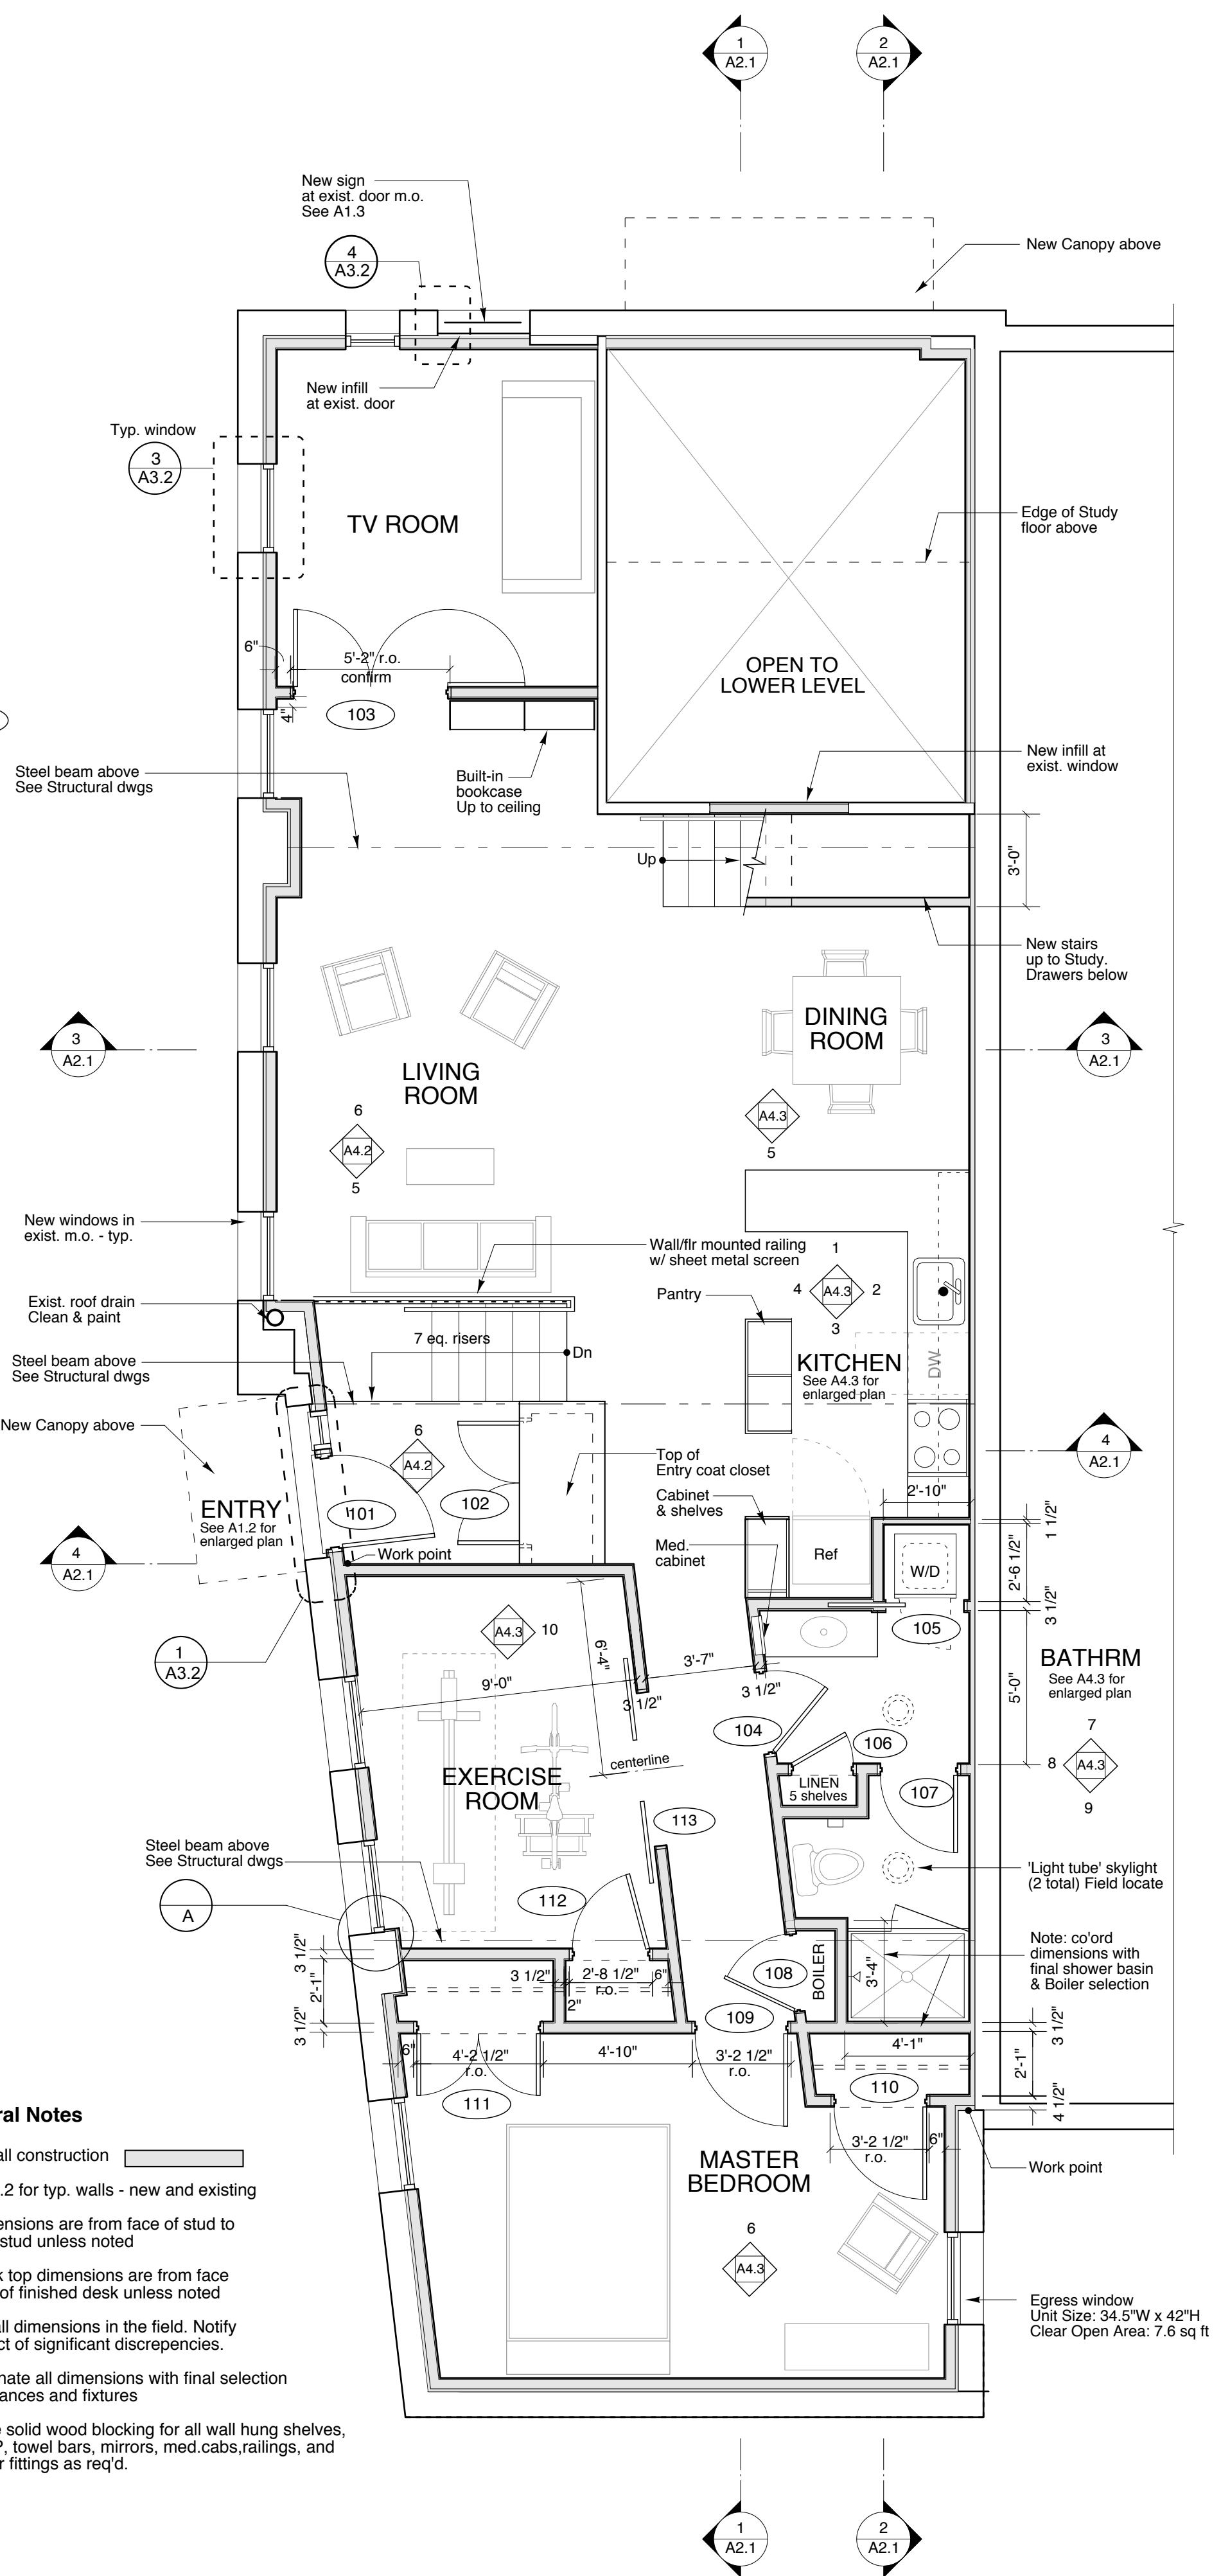 1
A2.1
2
A2.1
New sign
at exist. door m.o.
See A1.3
4
A3.2
New Canopy above
New infill
at exist. door
Typ. window
3
A3.2
TV ROOM
Edge of Study
floor above
6"
5'-2" r.o.
confirm
4"
103
OPEN TO
LOWER LEVEL
Steel beam above
See Structural dwgs
Built-in
bookcase
Up to ceiling
New infill at
exist. window
Up
3'-0"
New stairs
up to Study.
Drawers below
3
A2.1
LIVING
ROOM
DINING
ROOM
3
A2.1
6
A4.2
5
A4.3
5
New windows in
exist. m.o. - typ.
Wall/flr mounted railing
w/ sheet metal screen
1
4
A4.3
2
3
Pantry
Exist. roof drain
Clean & paint
7 eq. risers
Dn
Steel beam above
See Structural dwgs
KITCHEN
See A4.3 for
enlarged plan
DW
New Canopy above
6
A4.2
Top of
Entry coat closet
4
A2.1
Cabinet
& shelves
2'-10"
ENTRY
See A1.2 for
enlarged plan
101
102
Work point
Med.
cabinet
Ref
W/D
1 1/2"
2'-6 1/2"
3 1/2"
4
A2.1
105
A4.3
10
6'-4"
1
A3.2
9'-0"
3'-7"
3 1/2"
3 1/2"
5'-0"
BATHRM
See A4.3 for
enlarged plan
7
8
A4.3
9
104
106
centerline
EXERCISE
ROOM
LINEN
5 shelves
107
113
Steel beam above
See Structural dwgs
A
112
'Light tube' skylight
(2 total) Field locate
3 1/2"
2'-1"
3 1/2"
3 1/2"
2'-8 1/2"
r.o.
6"
2"
108
BOILER
3'-4"
Note: co'ord
dimensions with
final shower basin
& Boiler selection
109
6"
4'-2 1/2"
r.o.
4'-10"
3'-2 1/2"
r.o.
4'-1"
3 1/2"
2'-1"
4 1/2"
111
110
3'-2 1/2"
r.o.
6"
Work point
MASTER
BEDROOM
6
A4.3
Egress window
Unit Size: 34.5"W x 42"H
Clear Open Area: 7.6 sq ft
ral Notes
all construction
.2 for typ. walls - new and existing
ensions are from face of stud to
stud unless noted
k top dimensions are from face
of finished desk unless noted
all dimensions in the field. Notify
ct of significant discrepencies.
nate all dimensions with final selection
ances and fixtures
e solid wood blocking for all wall hung shelves,
P, towel bars, mirrors, med.cabs,railings, and
r fittings as req'd.
1
A2.1
2
A2.1